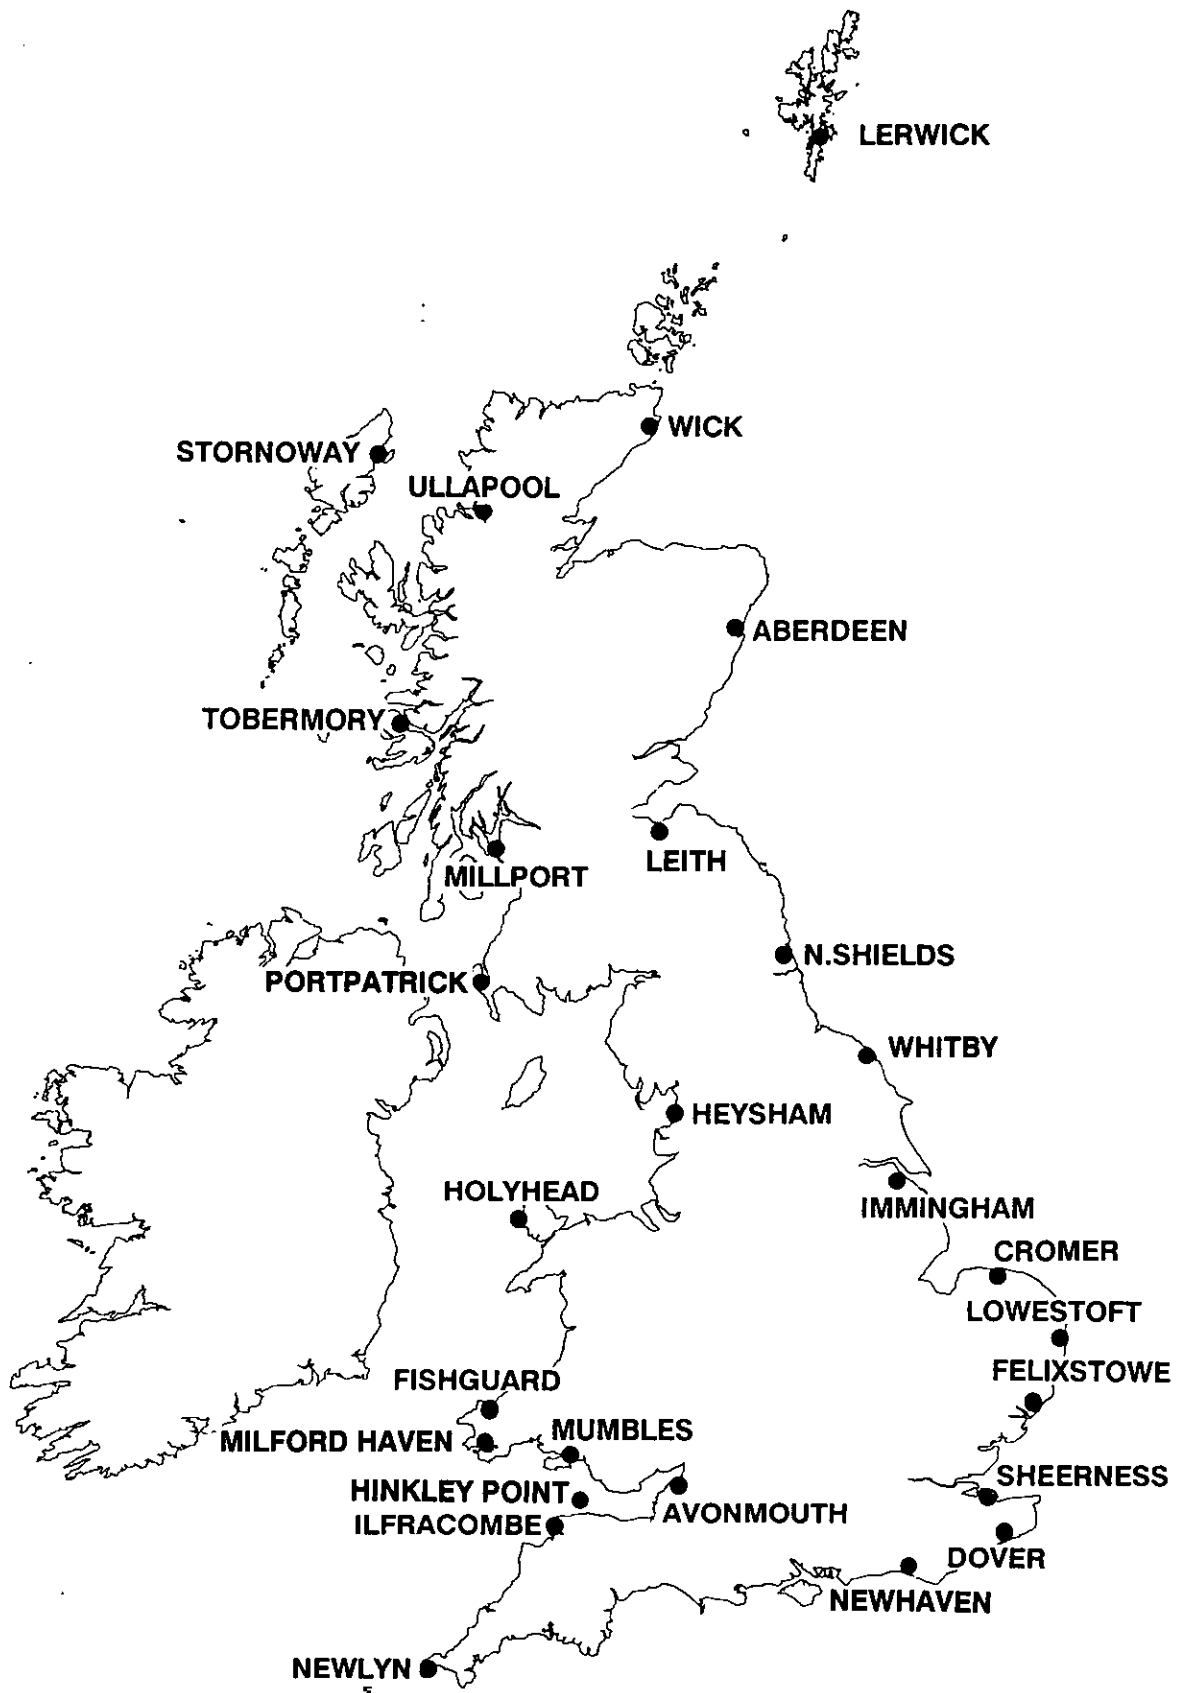 LERWICK
WICK
STORNOWAY
ULLAPOOL
ABERDEEN
TOBERMORY
LEITH
MILLPORT
N.SHIELDS
PORTPATRICK
WHITBY
HEYSHAM
HOLYHEAD
IMMINGHAM
CROMER
LOWESTOFT
FELIXSTOWE
FISHGUARD
MUMBLES
MILFORD HAVEN
SHEERNESS
HINKLEY POINT
AVONMOUTH
ILFRACOMBE
DOVER
NEWHAVEN
NEWLYN